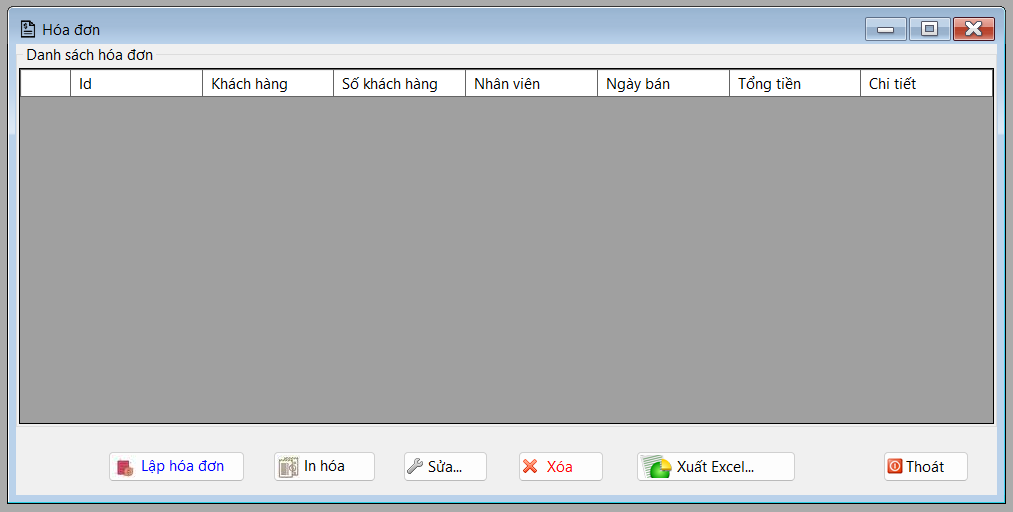 Hóa đơn
Danh sách hóa đơn
Id Khách hàng Số khách hàng Nhân viên Ngày bán Tổng tiền Chi tiết
Lập hóa đơn In hóa Sửa... Xóa Xuất Excel... Thoát